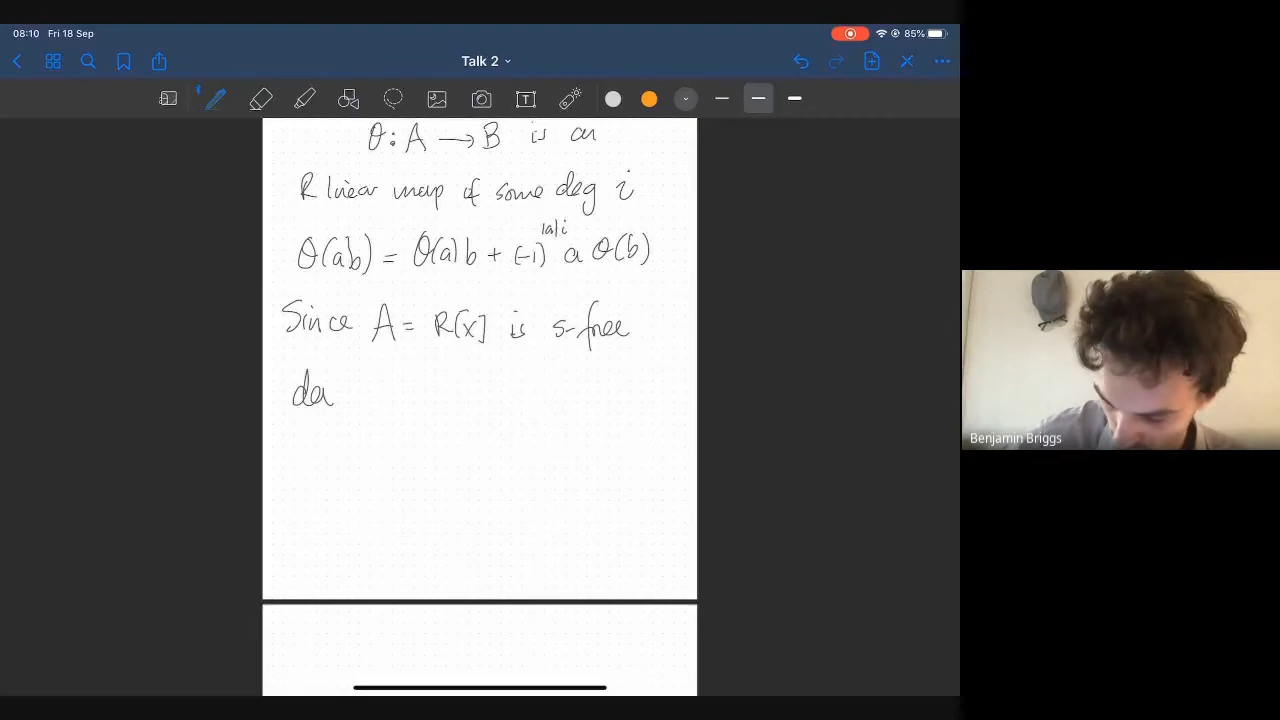 08:10 Fri 18 Sep
85%
Talk 2
θ: A → B is an
R linear map of some deg i
θ(ab) = θ(a)b + (-1)^{|a|i} a θ(b)
Since A = R[X] is s-free
der
Benjamin Briggs